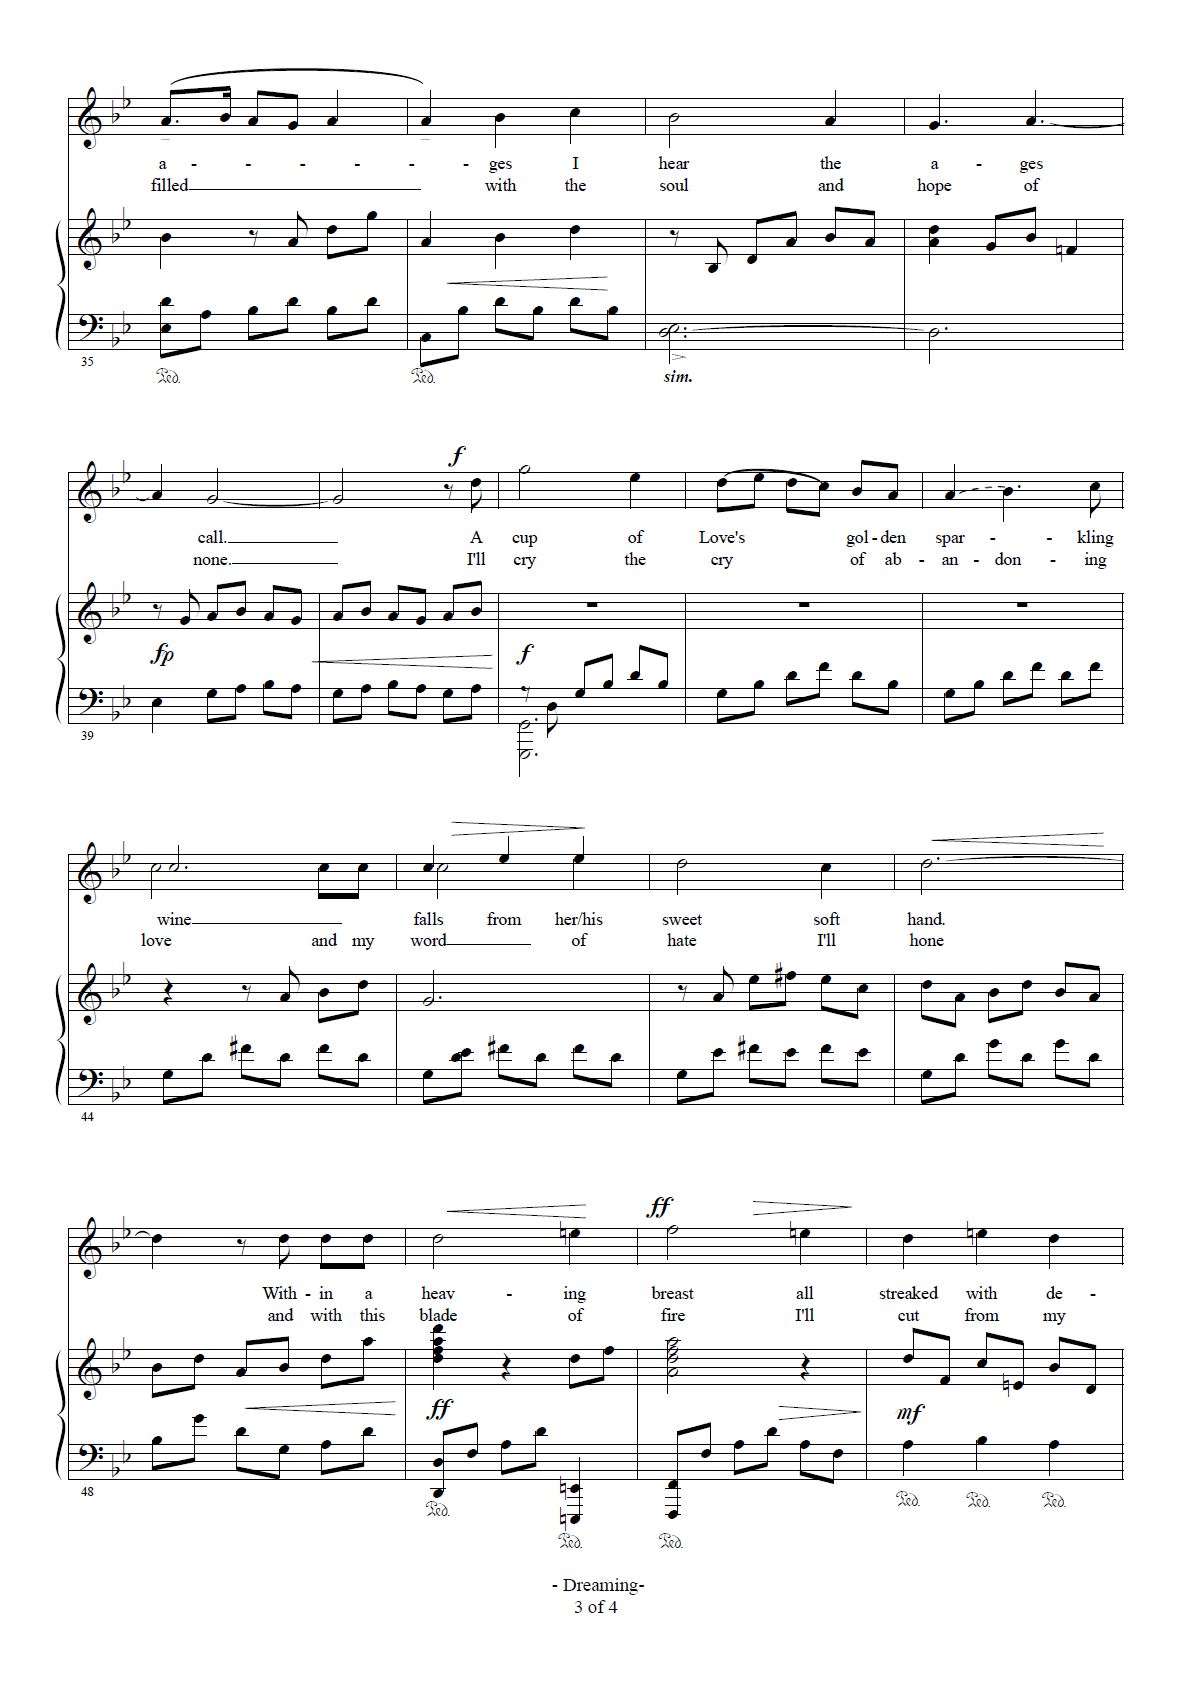 a - - - - - - ges I hear the a - ges
filled with the soul and hope of
35
Ped. Ped. sim.
f
call. A cup of Love's gol - den spar - - kling
none. I'll cry the cry of ab - an - don - ing
fp f
39
wine falls from her/his sweet soft hand.
love and my word of hate I'll hone
44
ff
With - in a heav - ing breast all streaked with de -
and with this blade of fire I'll cut from my
ff mf
48
Ped. Ped. Ped. Ped. Ped. Ped.
- Dreaming-
3 of 4